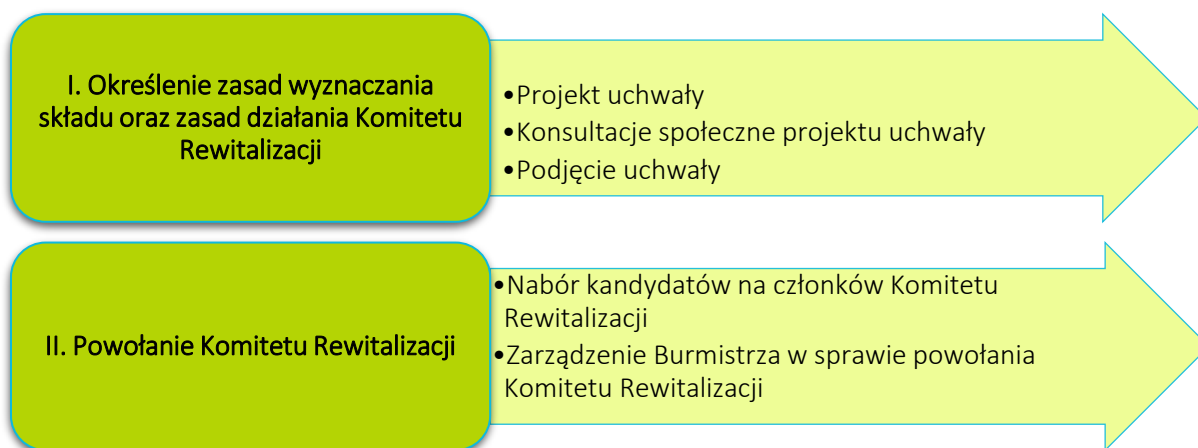 I. Określenie zasad wyznaczania
składu oraz zasad działania Komitetu
Rewitalizacji
•Projekt uchwały
•Konsultacje społeczne projektu uchwały
•Podjęcie uchwały
II. Powołanie Komitetu Rewitalizacji
•Nabór kandydatów na członków Komitetu
Rewitalizacji
•Zarządzenie Burmistrza w sprawie powołania
Komitetu Rewitalizacji